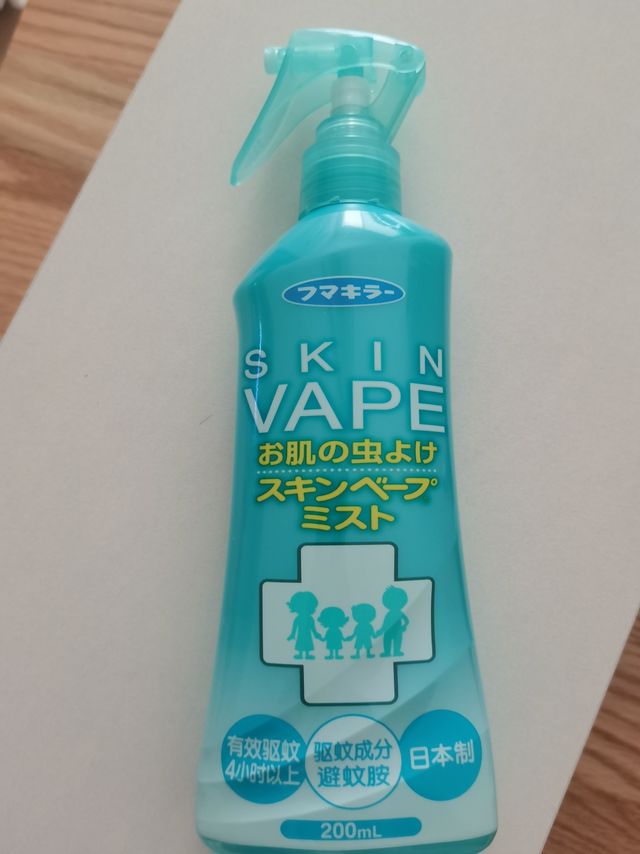 フマキラー
SKIN
VAPE
お肌の虫よけ
スキンベープ
ミスト
有效驱蚊
4小时以上
驱蚊成分
避蚊胺
日本制
200mL